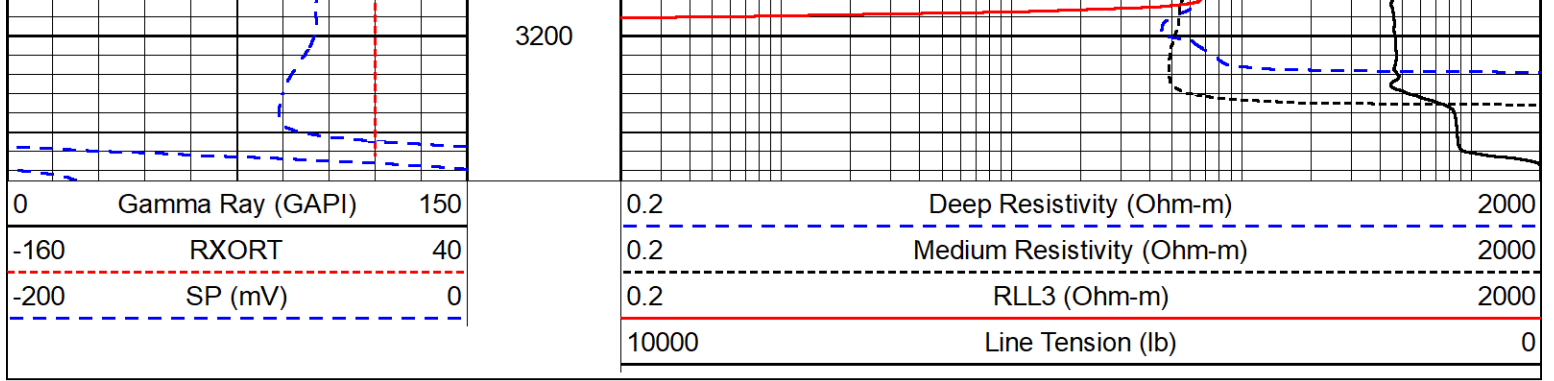 3200
0 Gamma Ray (GAPI) 150
0.2 Deep Resistivity (Ohm-m) 2000
-160 RXORT 40
0.2 Medium Resistivity (Ohm-m) 2000
-200 SP (mV) 0
0.2 RLL3 (Ohm-m) 2000
10000 Line Tension (lb) 0